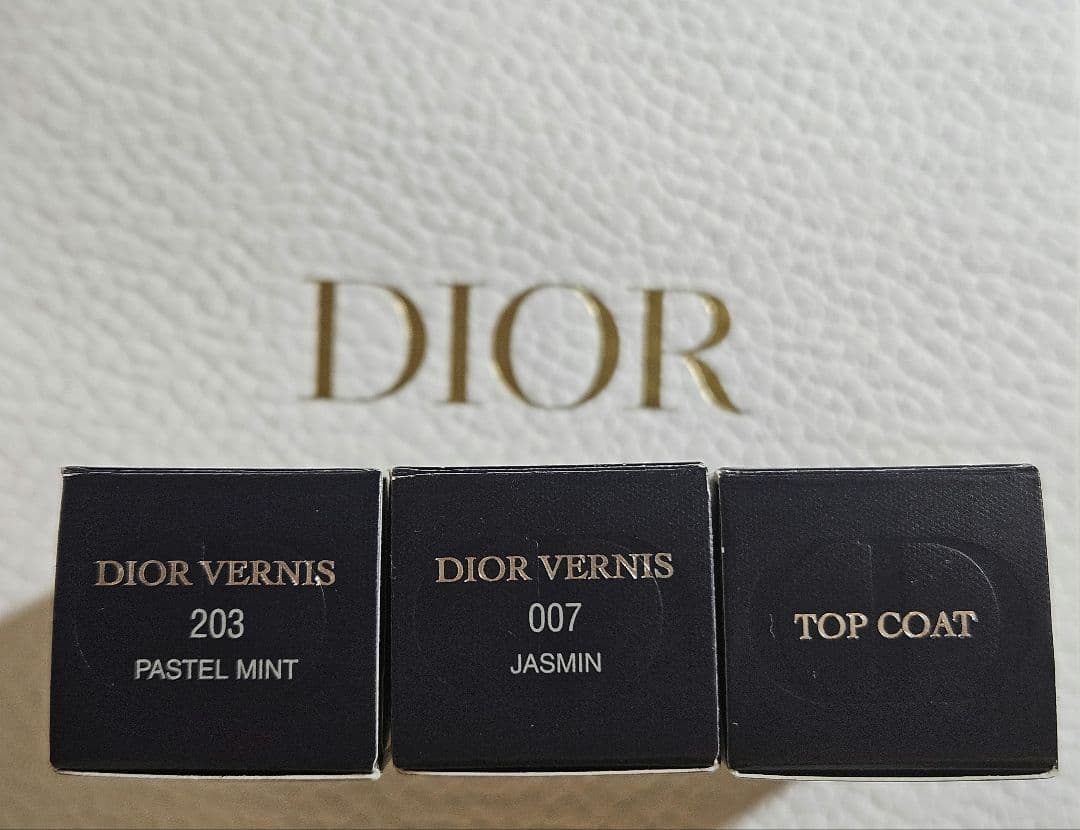 DIOR
DIOR VERNIS
203
PASTEL MINT
DIOR VERNIS
007
JASMIN
TOP COAT